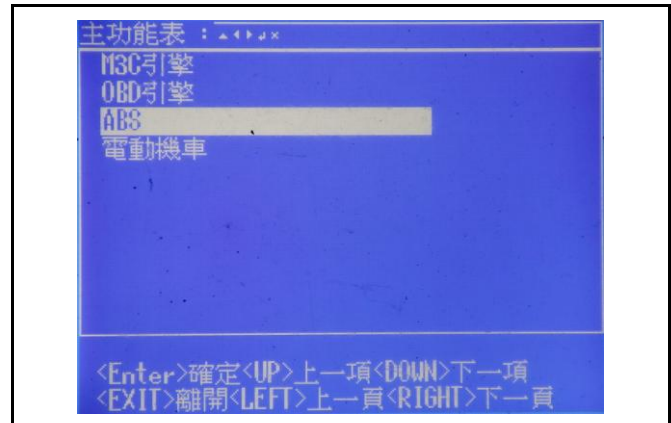 主功能表：▲◀▶↲×
M3C引擎
OBD引擎
ABS
電動機車
<Enter>確定<UP>上一項<DOWN>下一項
<EXIT>離開<LEFT>上一頁<RIGHT>下一頁